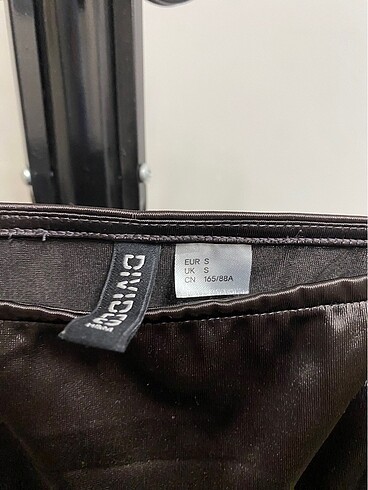 DIVIDED
EUR S
UK S
CN 165/88A